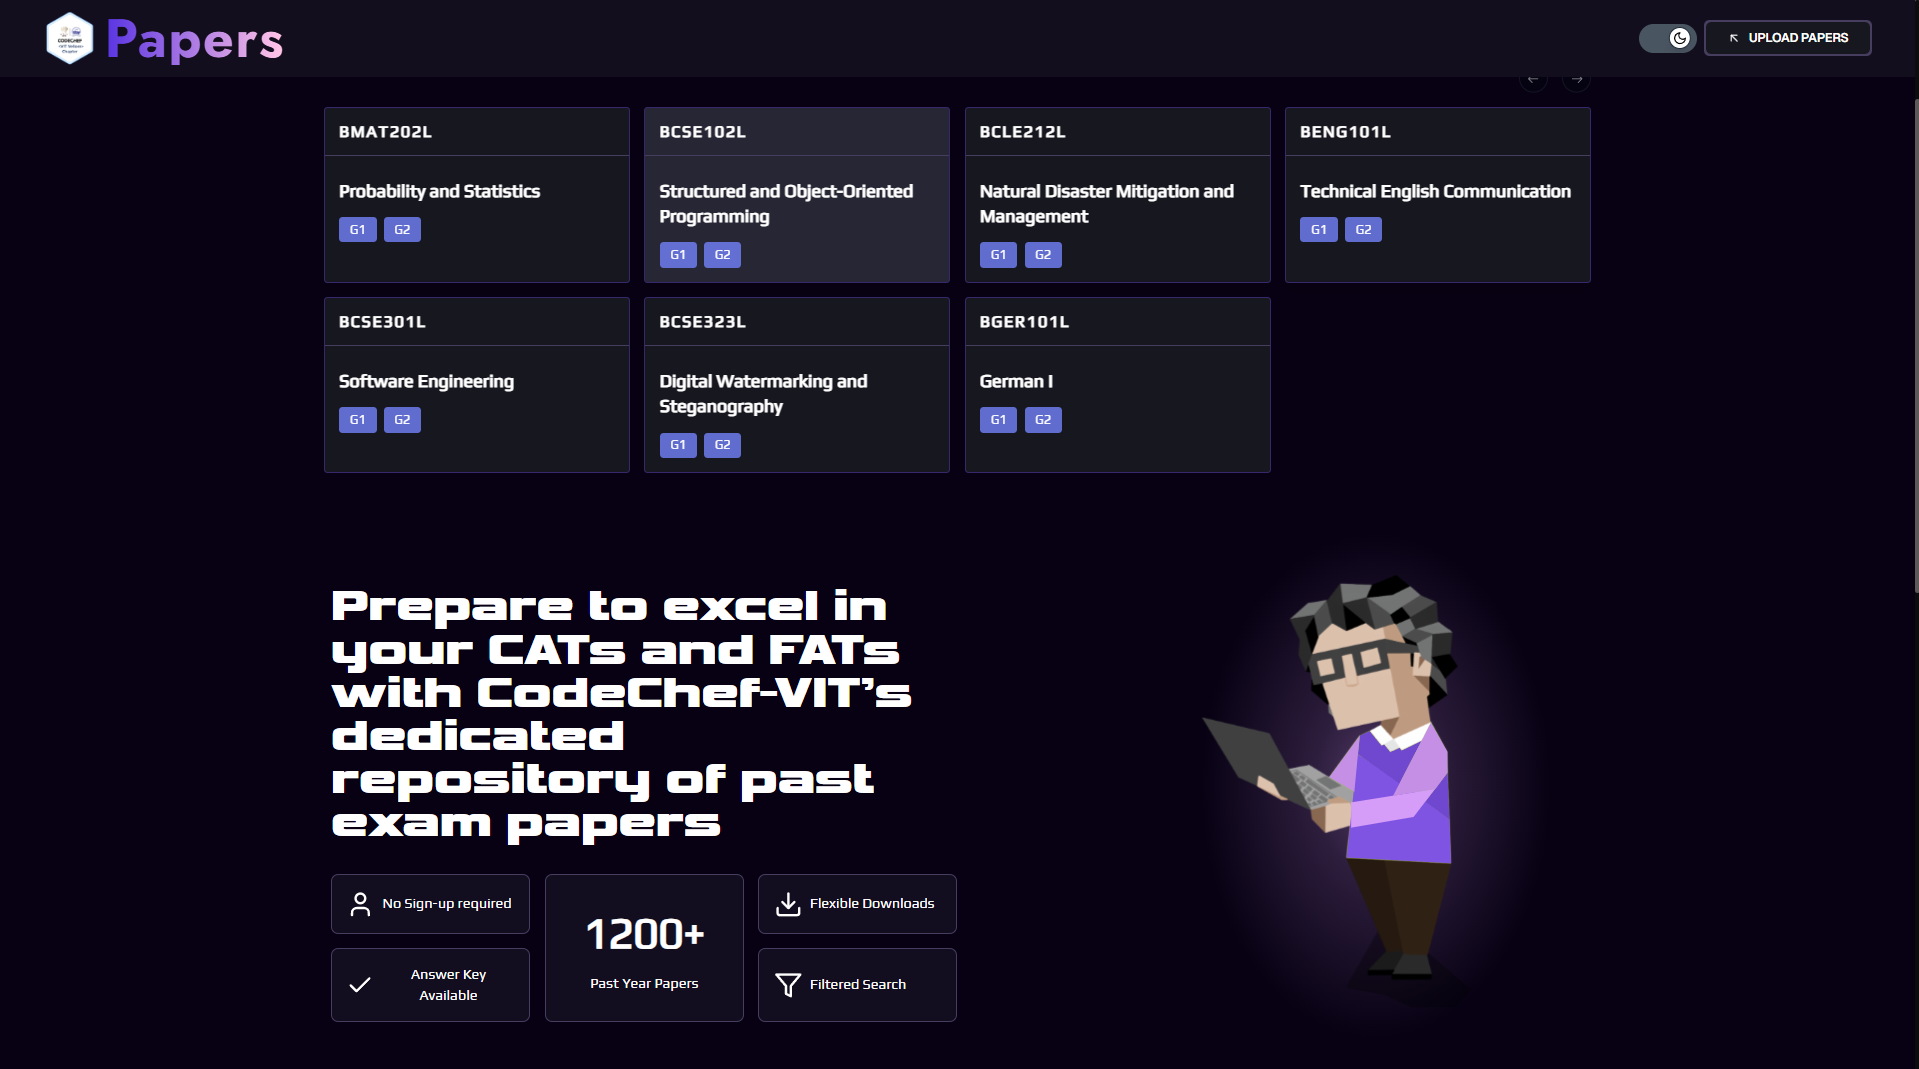 Papers
UPLOAD PAPERS
BMAT202L
Probability and Statistics
G1 G2
BCSE102L
Structured and Object-Oriented
Programming
G1 G2
BCLE212L
Natural Disaster Mitigation and
Management
G1 G2
BENG101L
Technical English Communication
G1 G2
BCSE301L
Software Engineering
G1 G2
BCSE323L
Digital Watermarking and
Steganography
G1 G2
BGER101L
German I
G1 G2
Prepare to excel in
your CATs and FATs
with CodeChef-VIT’s
dedicated
repository of past
exam papers
No Sign-up required
Answer Key
Available
1200+
Past Year Papers
Flexible Downloads
Filtered Search